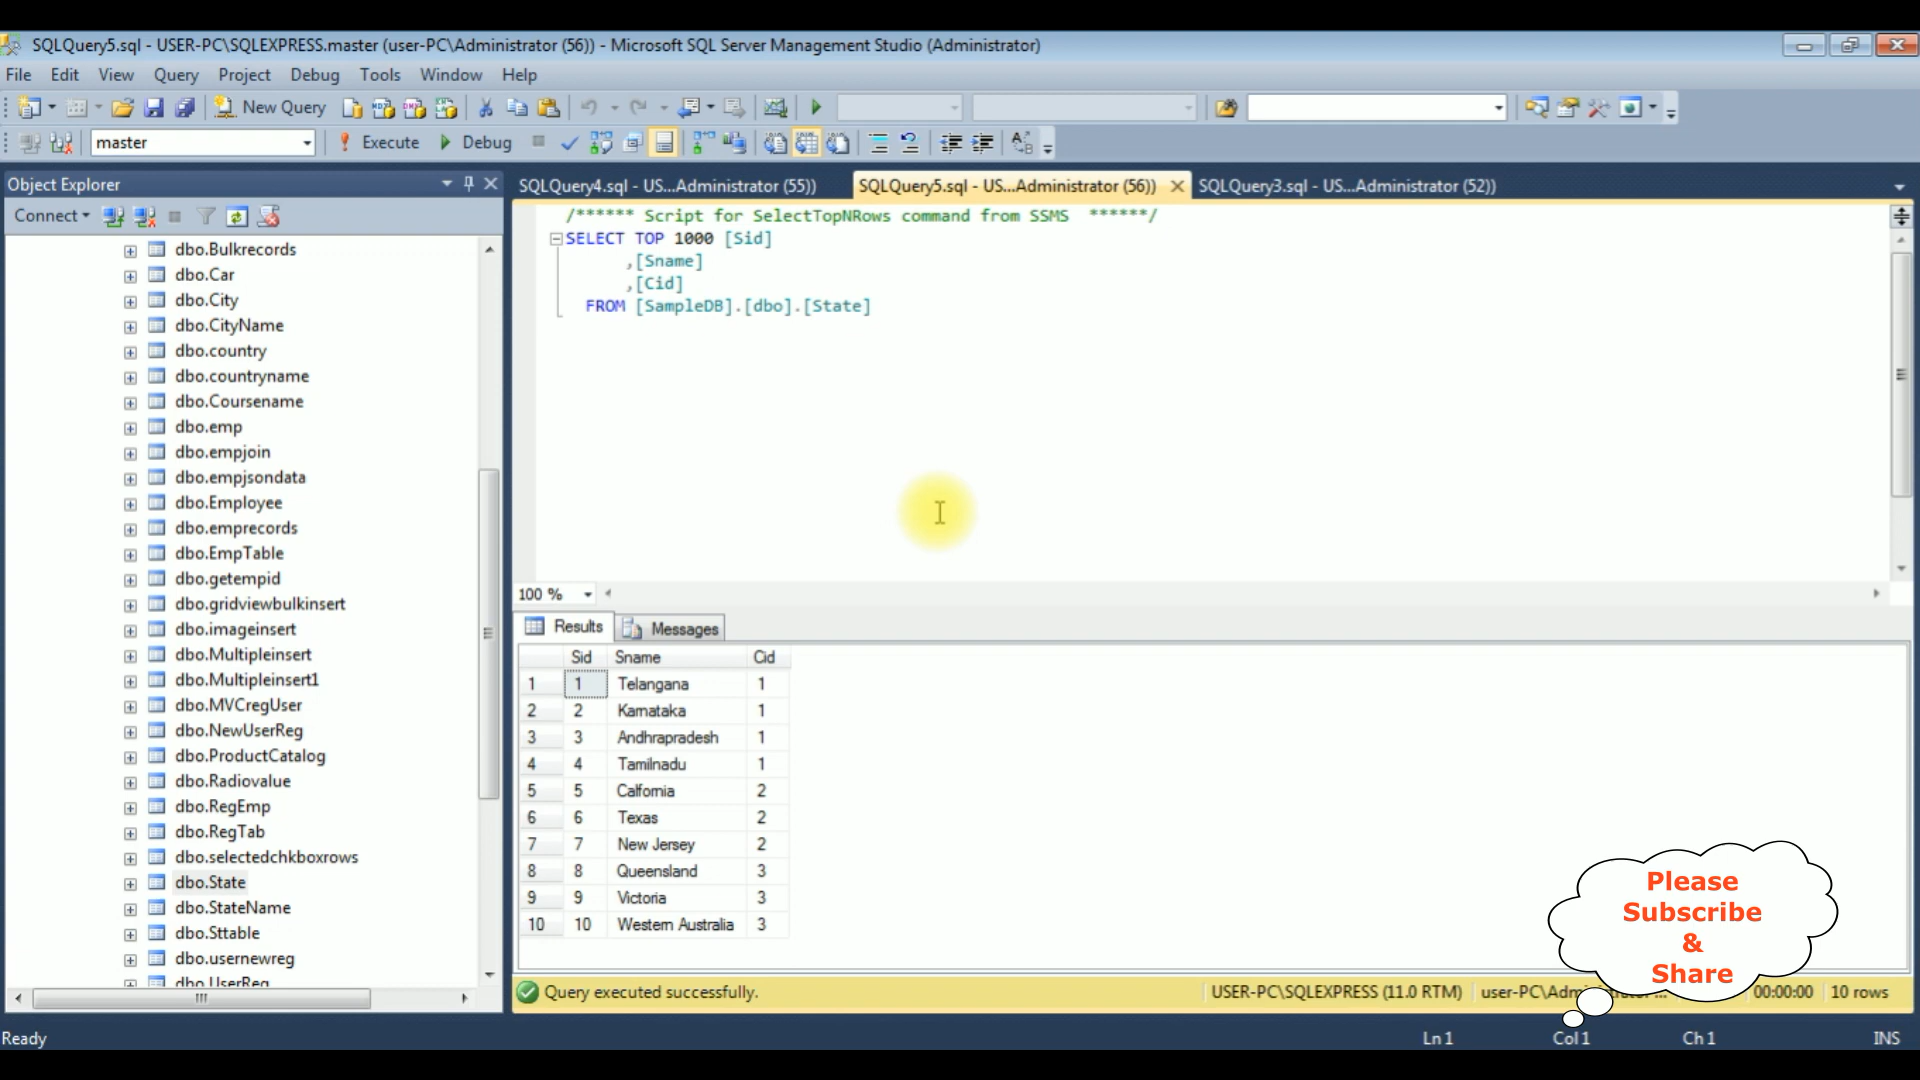 SQLQuery5.sql - USER-PC\SQLEXPRESS.master (user-PC\Administrator (56)) - Microsoft SQL Server Management Studio (Administrator)
File Edit View Query Project Debug Tools Window Help
New Query
master Execute Debug
Object Explorer
Connect
dbo.Bulkrecords
dbo.Car
dbo.City
dbo.CityName
dbo.country
dbo.countryname
dbo.Coursename
dbo.emp
dbo.empjoin
dbo.empjsondata
dbo.Employee
dbo.emprecords
dbo.EmpTable
dbo.getempid
dbo.gridviewbulkinsert
dbo.imageinsert
dbo.Multipleinsert
dbo.Multipleinsert1
dbo.MVCregUser
dbo.NewUserReg
dbo.ProductCatalog
dbo.Radiovalue
dbo.RegEmp
dbo.RegTab
dbo.selectedchkboxrows
dbo.State
dbo.StateName
dbo.Sttable
dbo.usernewreg
dbo.UserReg
SQLQuery4.sql - US...Administrator (55)) SQLQuery5.sql - US...Administrator (56)) SQLQuery3.sql - US...Administrator (52))
/****** Script for SelectTopNRows command from SSMS ******/
SELECT TOP 1000 [Sid]
,[Sname]
,[Cid]
FROM [SampleDB].[dbo].[State]
100 %
Results Messages
Sid Sname Cid
1 1 Telangana 1
2 2 Karnataka 1
3 3 Andhrapradesh 1
4 4 Tamilnadu 1
5 5 Calfornia 2
6 6 Texas 2
7 7 New Jersey 2
8 8 Queensland 3
9 9 Victoria 3
10 10 Western Australia 3
Please
Subscribe
&
Share
Query executed successfully. USER-PC\SQLEXPRESS (11.0 RTM) 00:00:00 10 rows
Ready Ln 1 Col 1 Ch 1 INS